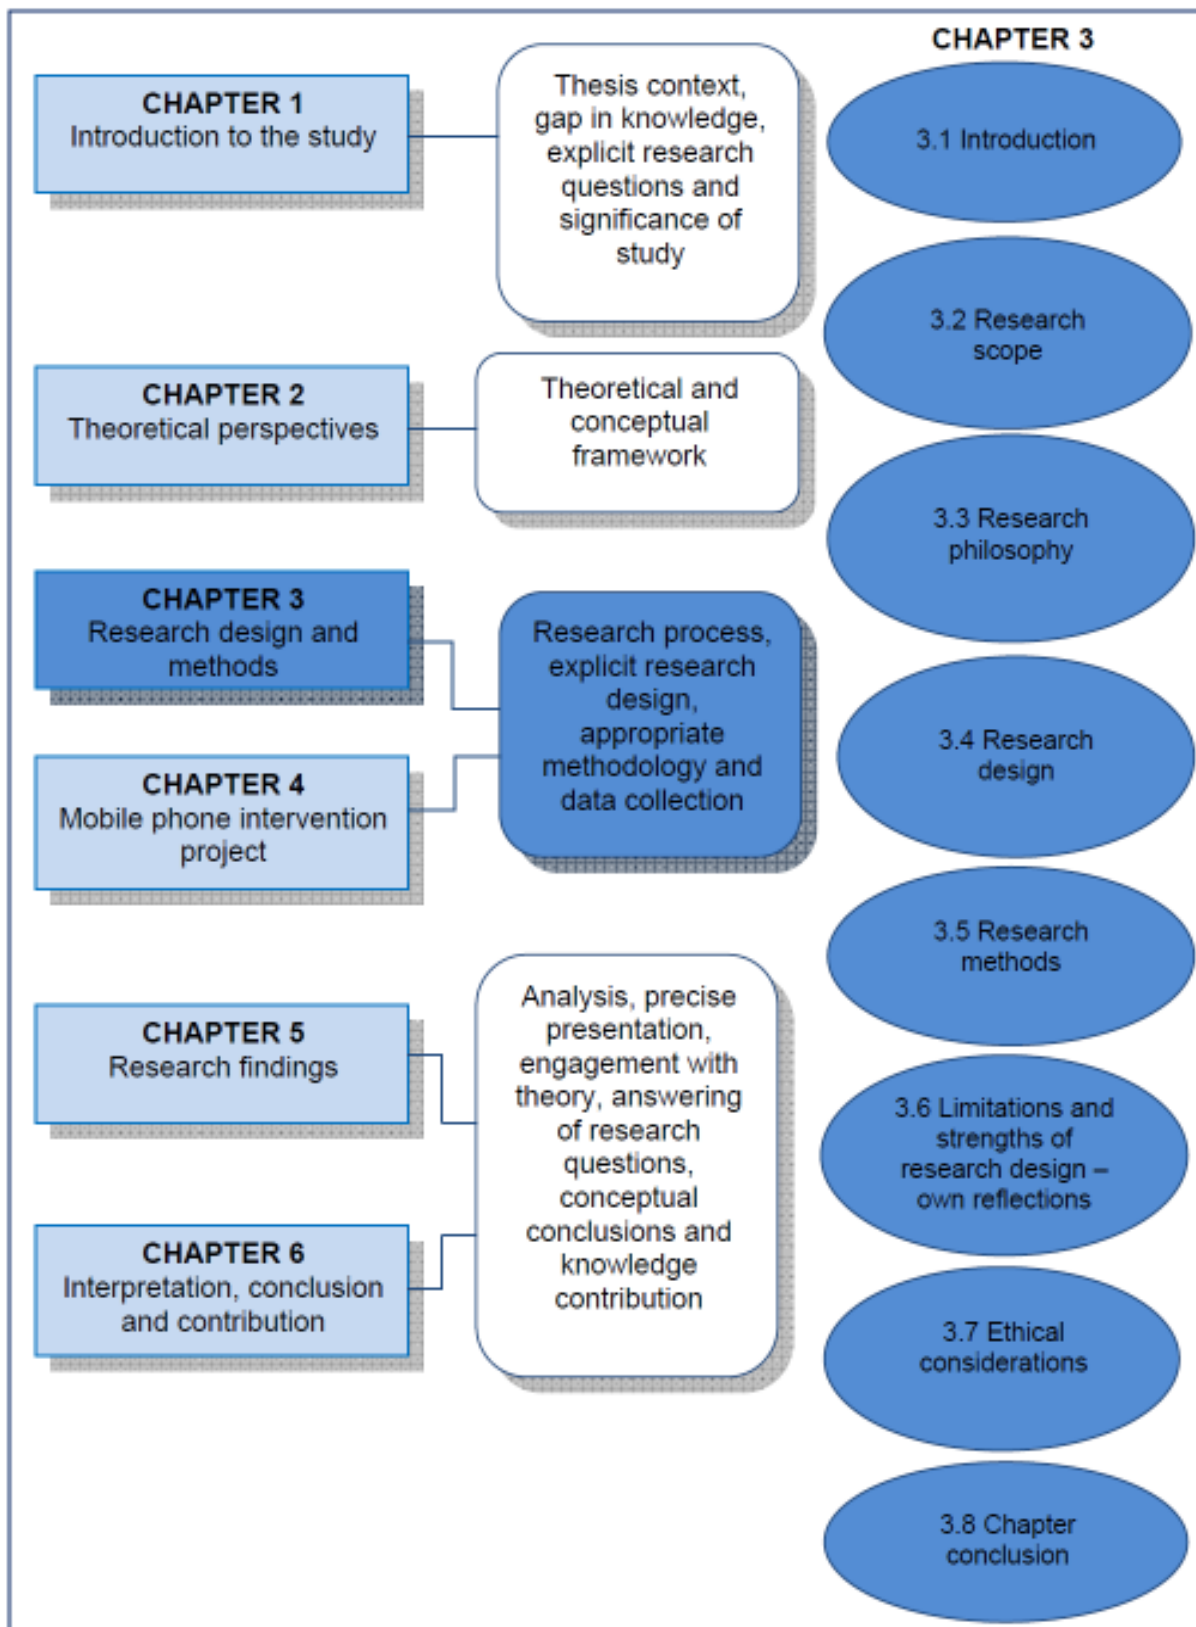 CHAPTER 1
Introduction to the study
Thesis context,
gap in knowledge,
explicit research
questions and
significance of
study
CHAPTER 2
Theoretical perspectives
Theoretical and
conceptual
framework
CHAPTER 3
Research design and
methods
Research process,
explicit research
design,
appropriate
methodology and
data collection
CHAPTER 4
Mobile phone intervention
project
CHAPTER 5
Research findings
Analysis, precise
presentation,
engagement with
theory, answering
of research
questions,
conceptual
conclusions and
knowledge
contribution
CHAPTER 6
Interpretation, conclusion
and contribution
CHAPTER 3
3.1 Introduction
3.2 Research
scope
3.3 Research
philosophy
3.4 Research
design
3.5 Research
methods
3.6 Limitations and
strengths of
research design –
own reflections
3.7 Ethical
considerations
3.8 Chapter
conclusion